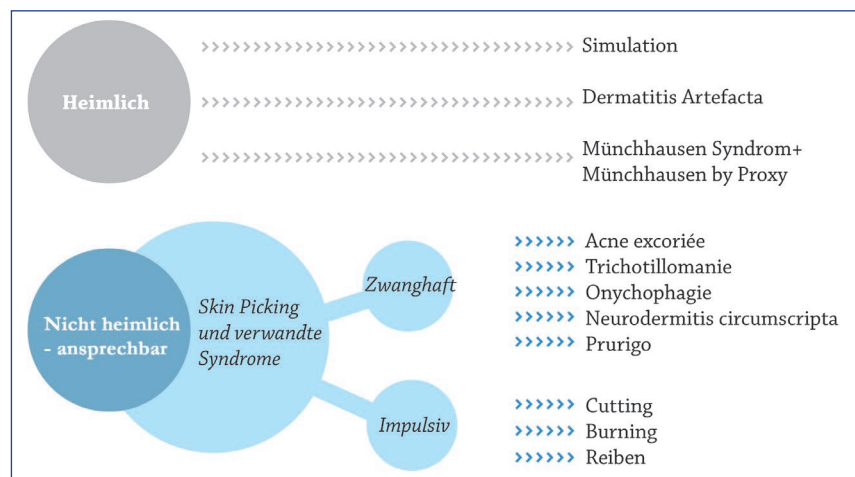 Heimlich
Simulation
Dermatitis Artefacta
Münchhausen Syndrom+
Münchhausen by Proxy
Nicht heimlich
- ansprechbar
Skin Picking
und verwandte
Syndrome
Zwanghaft
Acne excoriée
Trichotillomanie
Onychophagie
Neurodermitis circumscripta
Prurigo
Impulsiv
Cutting
Burning
Reiben